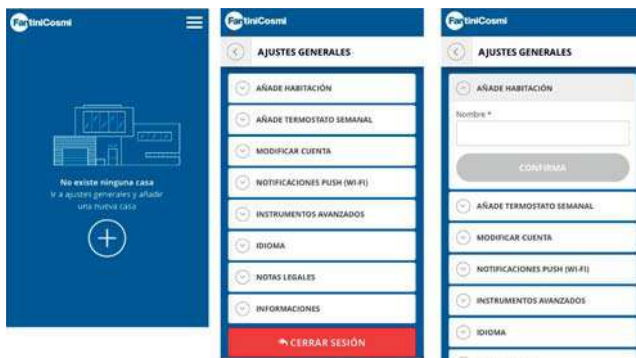 FantiniCosmi
No existe ninguna casa
Ir a ajustes generales y añadir
una nueva casa
FantiniCosmi
AJUSTES GENERALES
AÑADE HABITACIÓN
AÑADE TERMOSTATO SEMANAL
MODIFICAR CUENTA
NOTIFICACIONES PUSH (WI-FI)
INSTRUMENTOS AVANZADOS
IDIOMA
NOTAS LEGALES
INFORMACIONES
CERRAR SESIÓN
FantiniCosmi
AJUSTES GENERALES
AÑADE HABITACIÓN
Nombre *
CONFIRMA
AÑADE TERMOSTATO SEMANAL
MODIFICAR CUENTA
NOTIFICACIONES PUSH (WI-FI)
INSTRUMENTOS AVANZADOS
IDIOMA